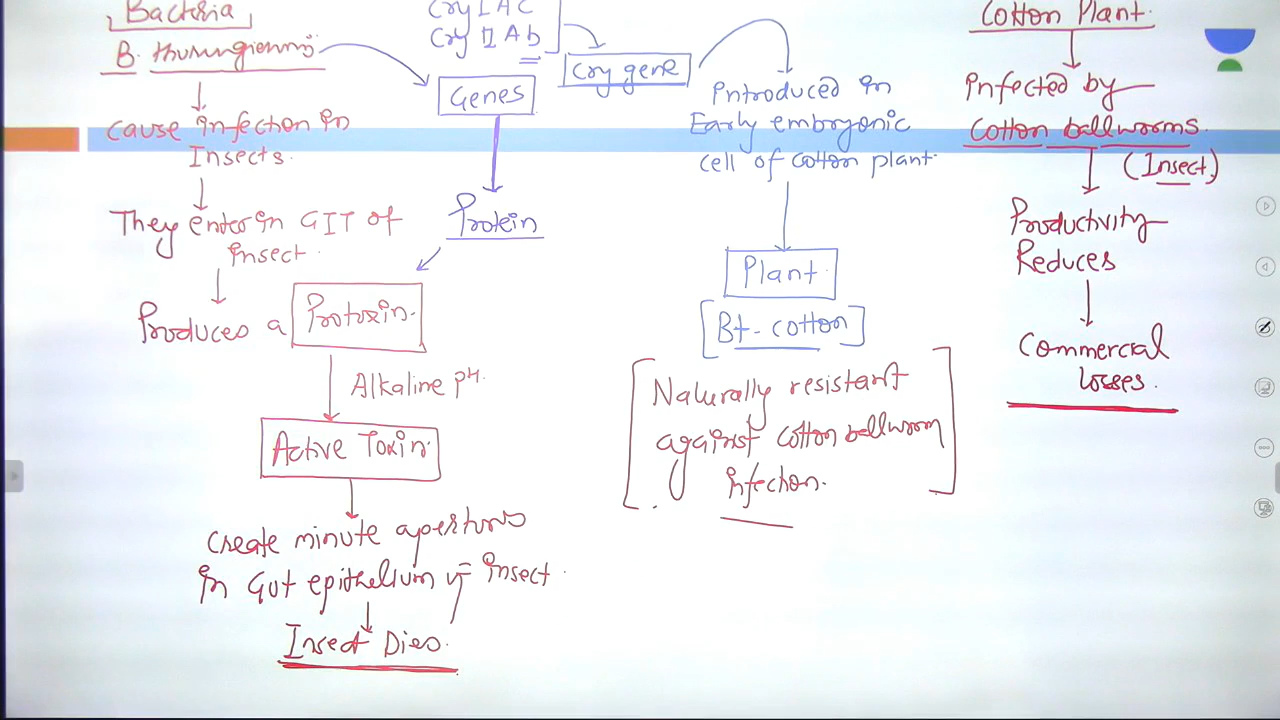 Bacteria
B. thuringiensis
cause infection in
Insects.
They enter in GIT of
insect.
Produces a Protoxin.
Alkaline pH.
Active Toxin.
Create minute apertures
in Gut epithelium of insect.
Insect Dies.
Cry I AC
Cry II Ab
Genes
Protein
Cry gene
Introduced in
Early embryonic
cell of cotton plant.
Plant.
Bt-cotton
Naturally resistant
against cotton ballworm
infection.
Cotton Plant.
Infected by
Cotton ballworms.
(Insect)
Productivity
Reduces
Commercial
losses.